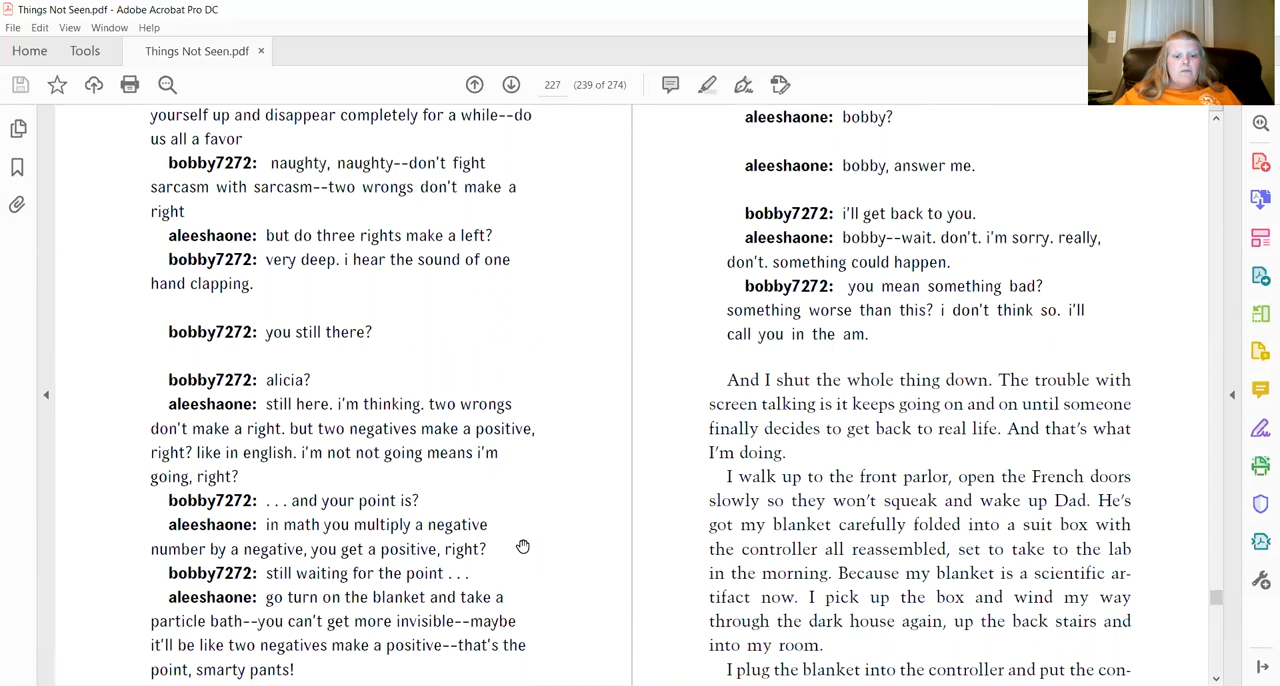 Things Not Seen.pdf - Adobe Acrobat Pro DC
File Edit View Window Help
Home Tools Things Not Seen.pdf ×
227 (239 of 274)
yourself up and disappear completely for a while--do
us all a favor
bobby7272: naughty, naughty--don't fight
sarcasm with sarcasm--two wrongs don't make a
right
aleeshaone: but do three rights make a left?
bobby7272: very deep. i hear the sound of one
hand clapping.
bobby7272: you still there?
bobby7272: alicia?
aleeshaone: still here. i'm thinking. two wrongs
don't make a right. but two negatives make a positive,
right? like in english. i'm not not going means i'm
going, right?
bobby7272: . . . and your point is?
aleeshaone: in math you multiply a negative
number by a negative, you get a positive, right?
bobby7272: still waiting for the point . . .
aleeshaone: go turn on the blanket and take a
particle bath--you can't get more invisible--maybe
it'll be like two negatives make a positive--that's the
point, smarty pants!
aleeshaone: bobby?
aleeshaone: bobby, answer me.
bobby7272: i'll get back to you.
aleeshaone: bobby--wait. don't. i'm sorry. really,
don't. something could happen.
bobby7272: you mean something bad?
something worse than this? i don't think so. i'll
call you in the am.
And I shut the whole thing down. The trouble with
screen talking is it keeps going on and on until someone
finally decides to get back to real life. And that's what
I'm doing.
I walk up to the front parlor, open the French doors
slowly so they won't squeak and wake up Dad. He's
got my blanket carefully folded into a suit box with
the controller all reassembled, set to take to the lab
in the morning. Because my blanket is a scientific ar-
tifact now. I pick up the box and wind my way
through the dark house again, up the back stairs and
into my room.
I plug the blanket into the controller and put the con-